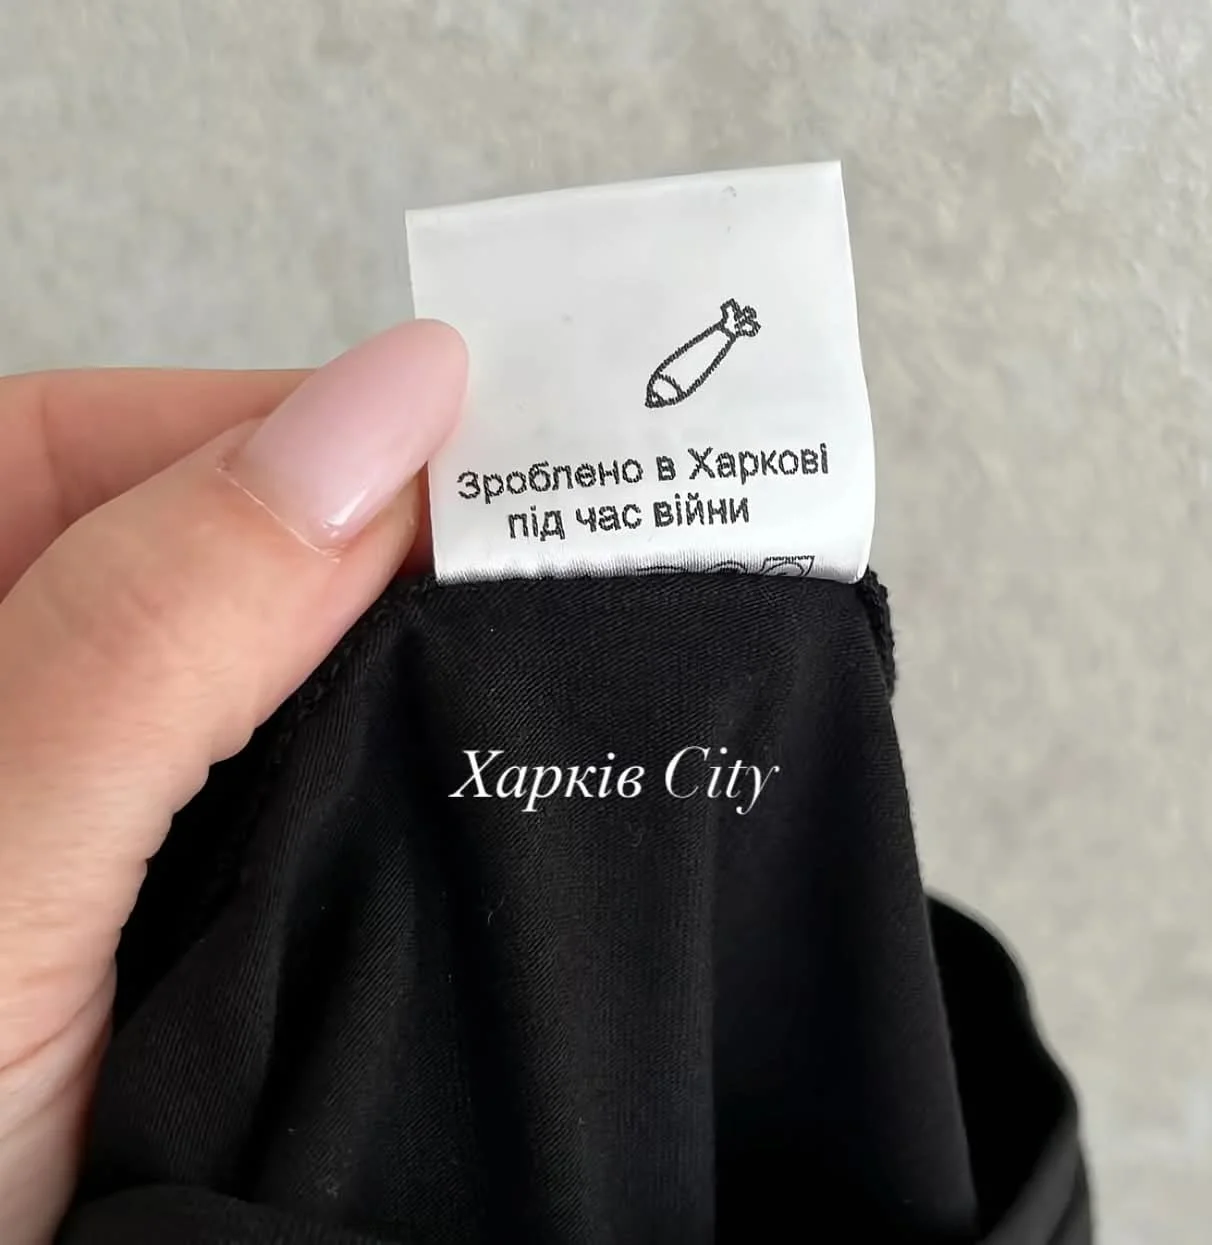 Зроблено в Харкові
під час війни
Харків City